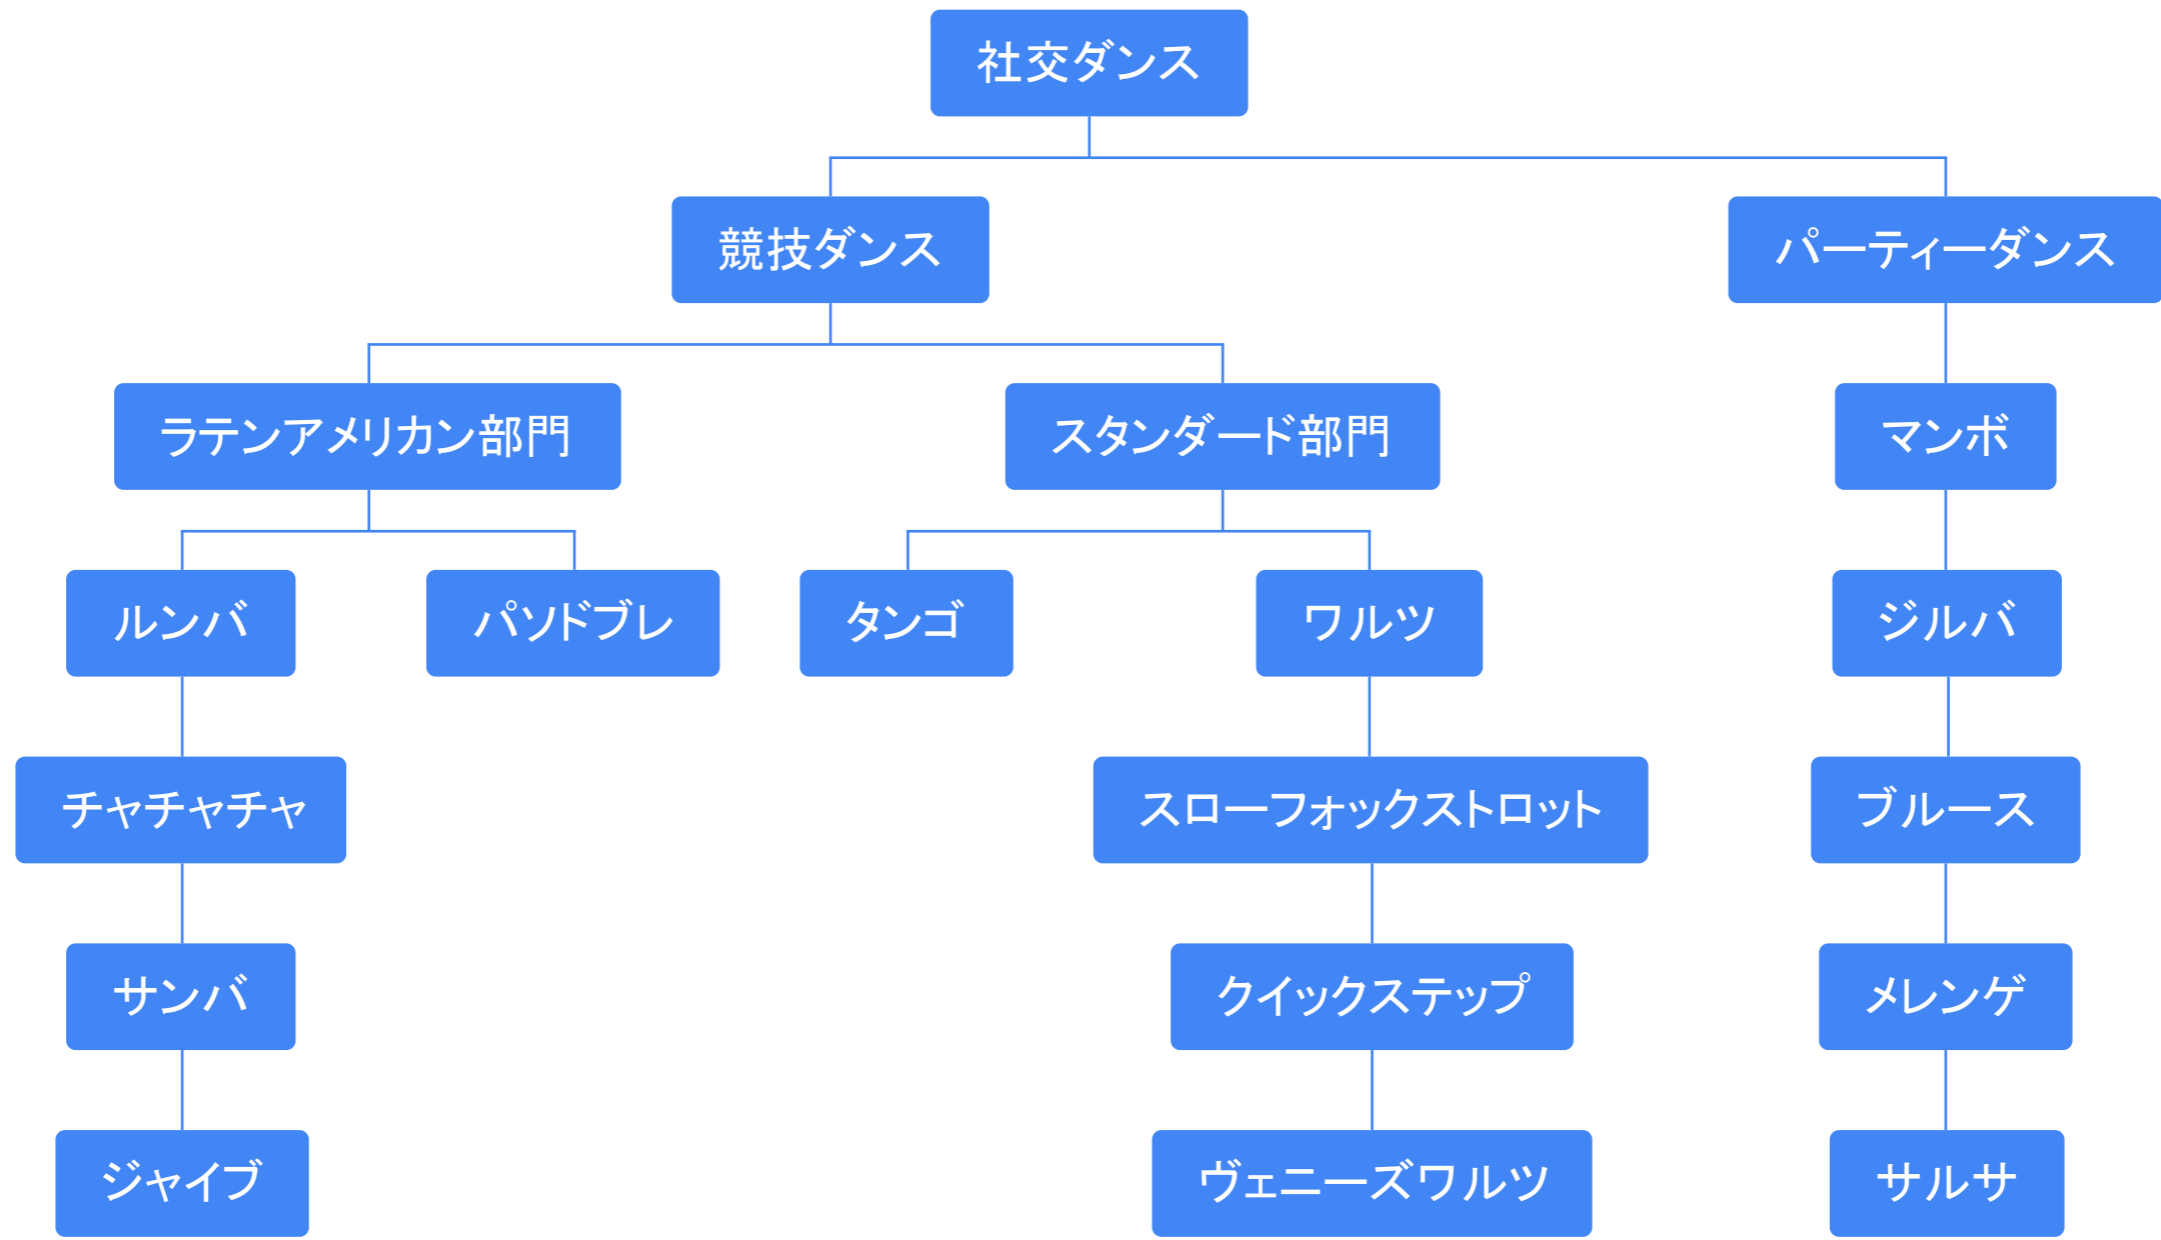 社交ダンス
競技ダンス
パーティーダンス
ラテンアメリカン部門
スタンダード部門
マンボ
ルンバ
パソドブレ
タンゴ
ワルツ
ジルバ
チャチャチャ
スローフォックストロット
ブルース
サンバ
クイックステップ
メレンゲ
ジャイブ
ヴェニーズワルツ
サルサ